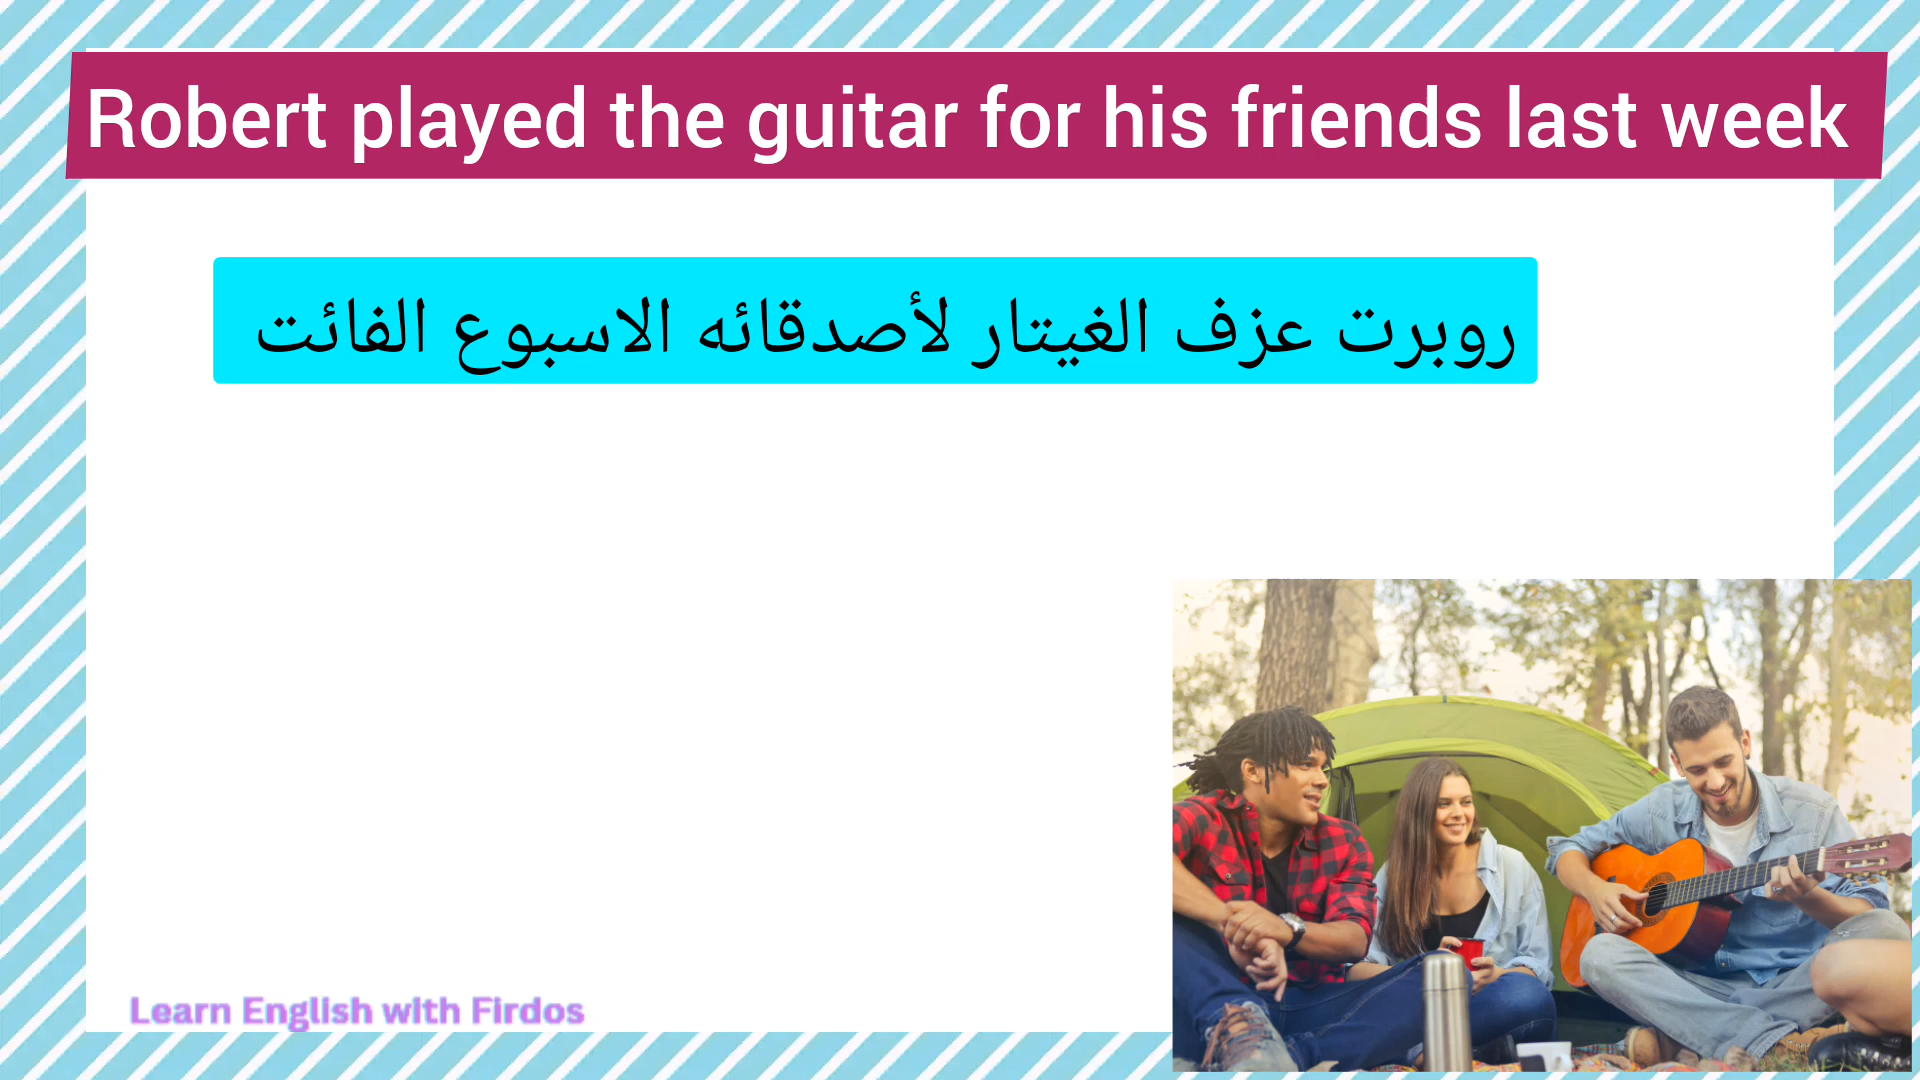 Robert played the guitar for his friends last week
روبرت عزف الغيتار لأصدقائه الاسبوع الفائت
Learn English with Firdos